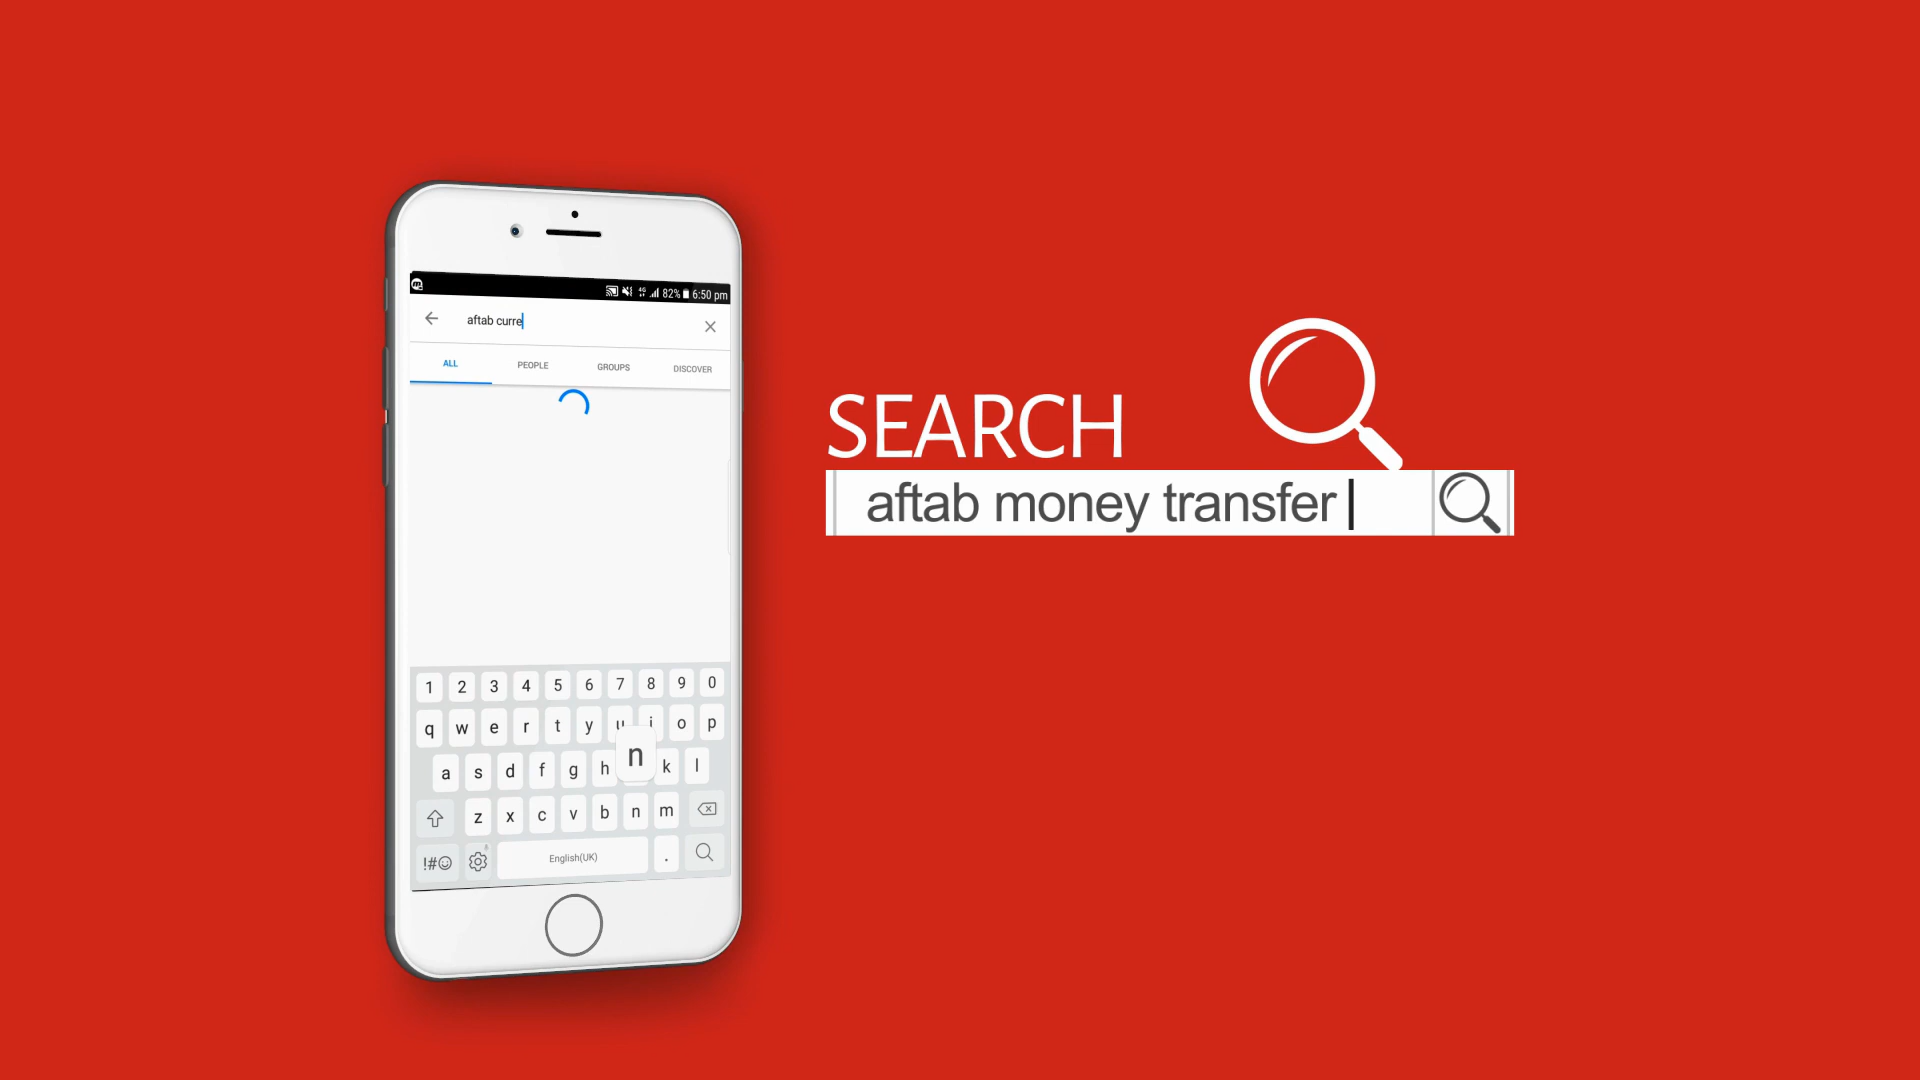 82% 6:50 pm
aftab curre
ALL PEOPLE GROUPS DISCOVER
SEARCH
aftab money transfer
1 2 3 4 5 6 7 8 9 0
q w e r t y u i o p
n
a s d f g h k l
z x c v b n m
!#☺ English(UK) .